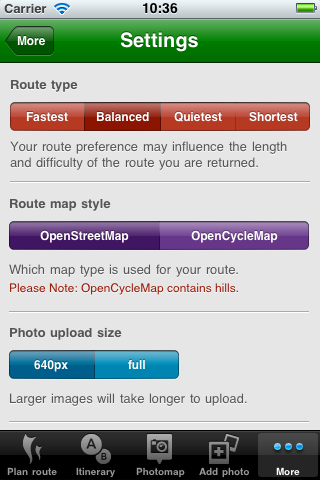 Carrier 10:36
More Settings
Route type
Fastest Balanced Quietest Shortest
Your route preference may influence the length
and difficulty of the route you are returned.
Route map style
OpenStreetMap OpenCycleMap
Which map type is used for your route.
Please Note: OpenCycleMap contains hills.
Photo upload size
640px full
Larger images will take longer to upload.
A B
Plan route Itinerary Photomap Add photo More